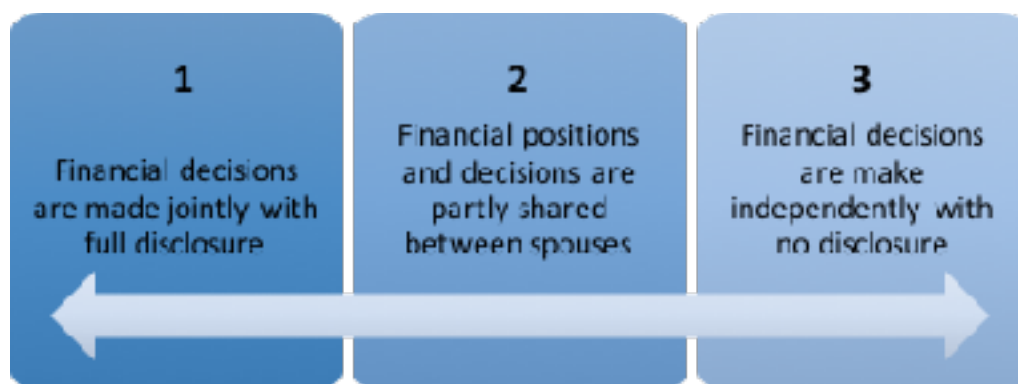 1
Financial decisions
are made jointly with
full disclosure
2
Financial positions
and decisions are
partly shared
between spouses
3
Financial decisions
are make
independently with
no disclosure